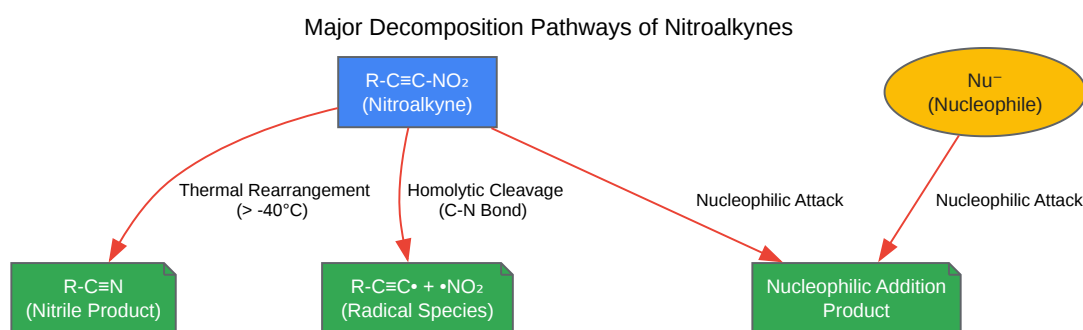 Major Decomposition Pathways of Nitroalkynes
R-C≡C-NO₂
(Nitroalkyne)
Nu⁻
(Nucleophile)
Thermal Rearrangement
(> -40°C)
Homolytic Cleavage
(C-N Bond)
Nucleophilic Attack
Nucleophilic Attack
R-C≡N
(Nitrile Product)
R-C≡C• + •NO₂
(Radical Species)
Nucleophilic Addition
Product